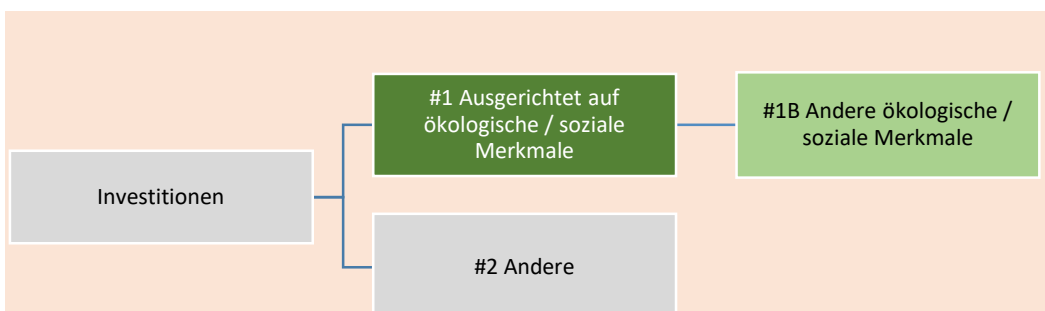 #1 Ausgerichtet auf
ökologische / soziale
Merkmale
#1B Andere ökologische /
soziale Merkmale
Investitionen
#2 Andere